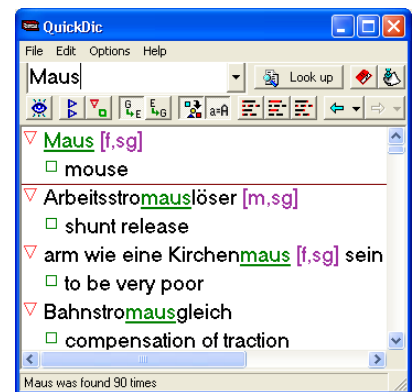 QuickDic
File Edit Options Help
Maus Look up
G E E G a=A
Maus [f,sg]
mouse
Arbeitsstromauslöser [m,sg]
shunt release
arm wie eine Kirchenmaus [f,sg] sein
to be very poor
Bahnstromausgleich
compensation of traction
Maus was found 90 times